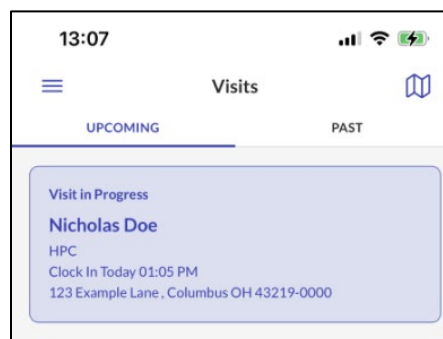 13:07
Visits
UPCOMING PAST
Visit in Progress
Nicholas Doe
HPC
Clock In Today 01:05 PM
123 Example Lane , Columbus OH 43219-0000